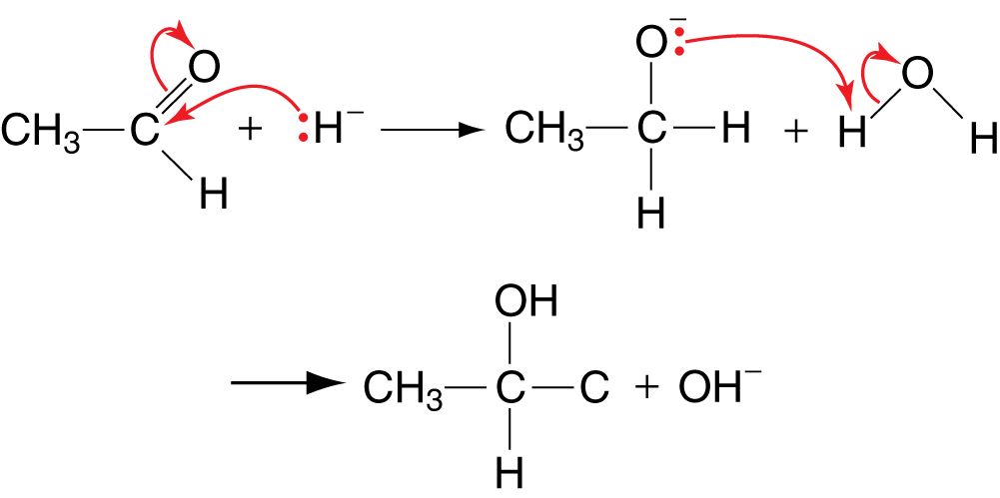 O
CH₃ C + :H⁻
H
O⁻:
CH₃ C H + H O H
H
OH
CH₃ C C + OH⁻
H